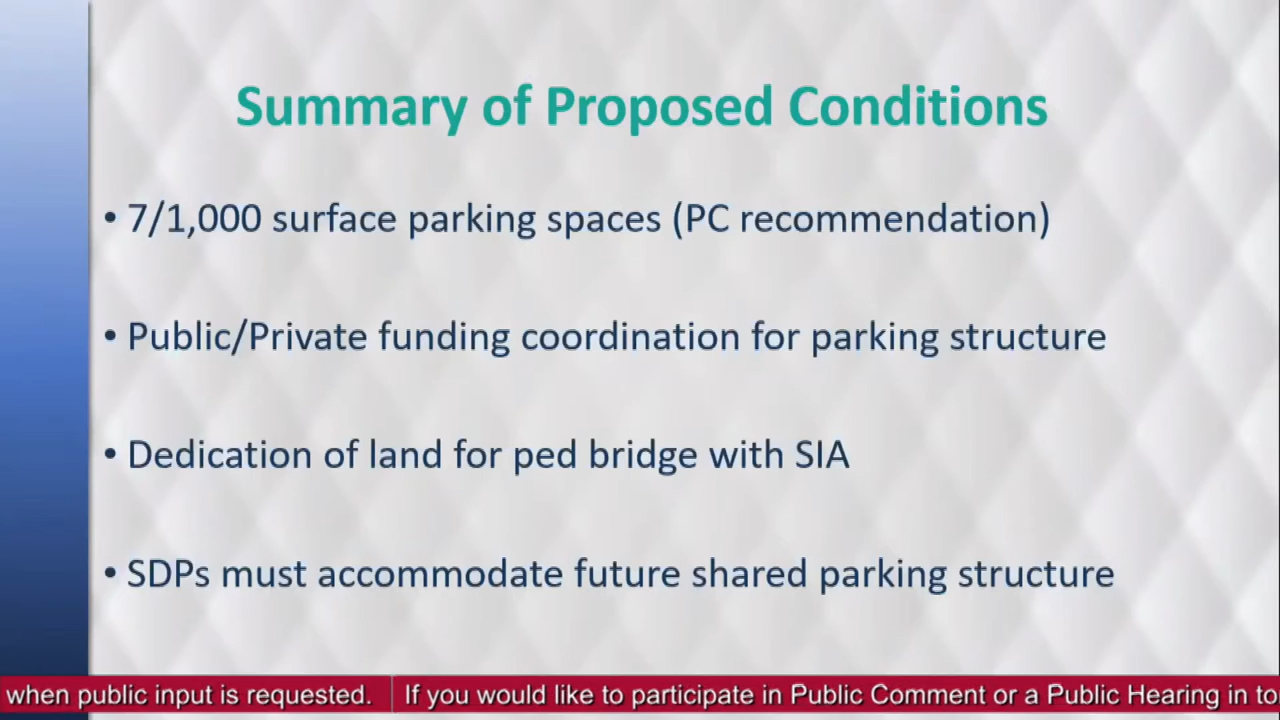 Summary of Proposed Conditions
• 7/1,000 surface parking spaces (PC recommendation)
• Public/Private funding coordination for parking structure
• Dedication of land for ped bridge with SIA
• SDPs must accommodate future shared parking structure
when public input is requested. If you would like to participate in Public Comment or a Public Hearing in to